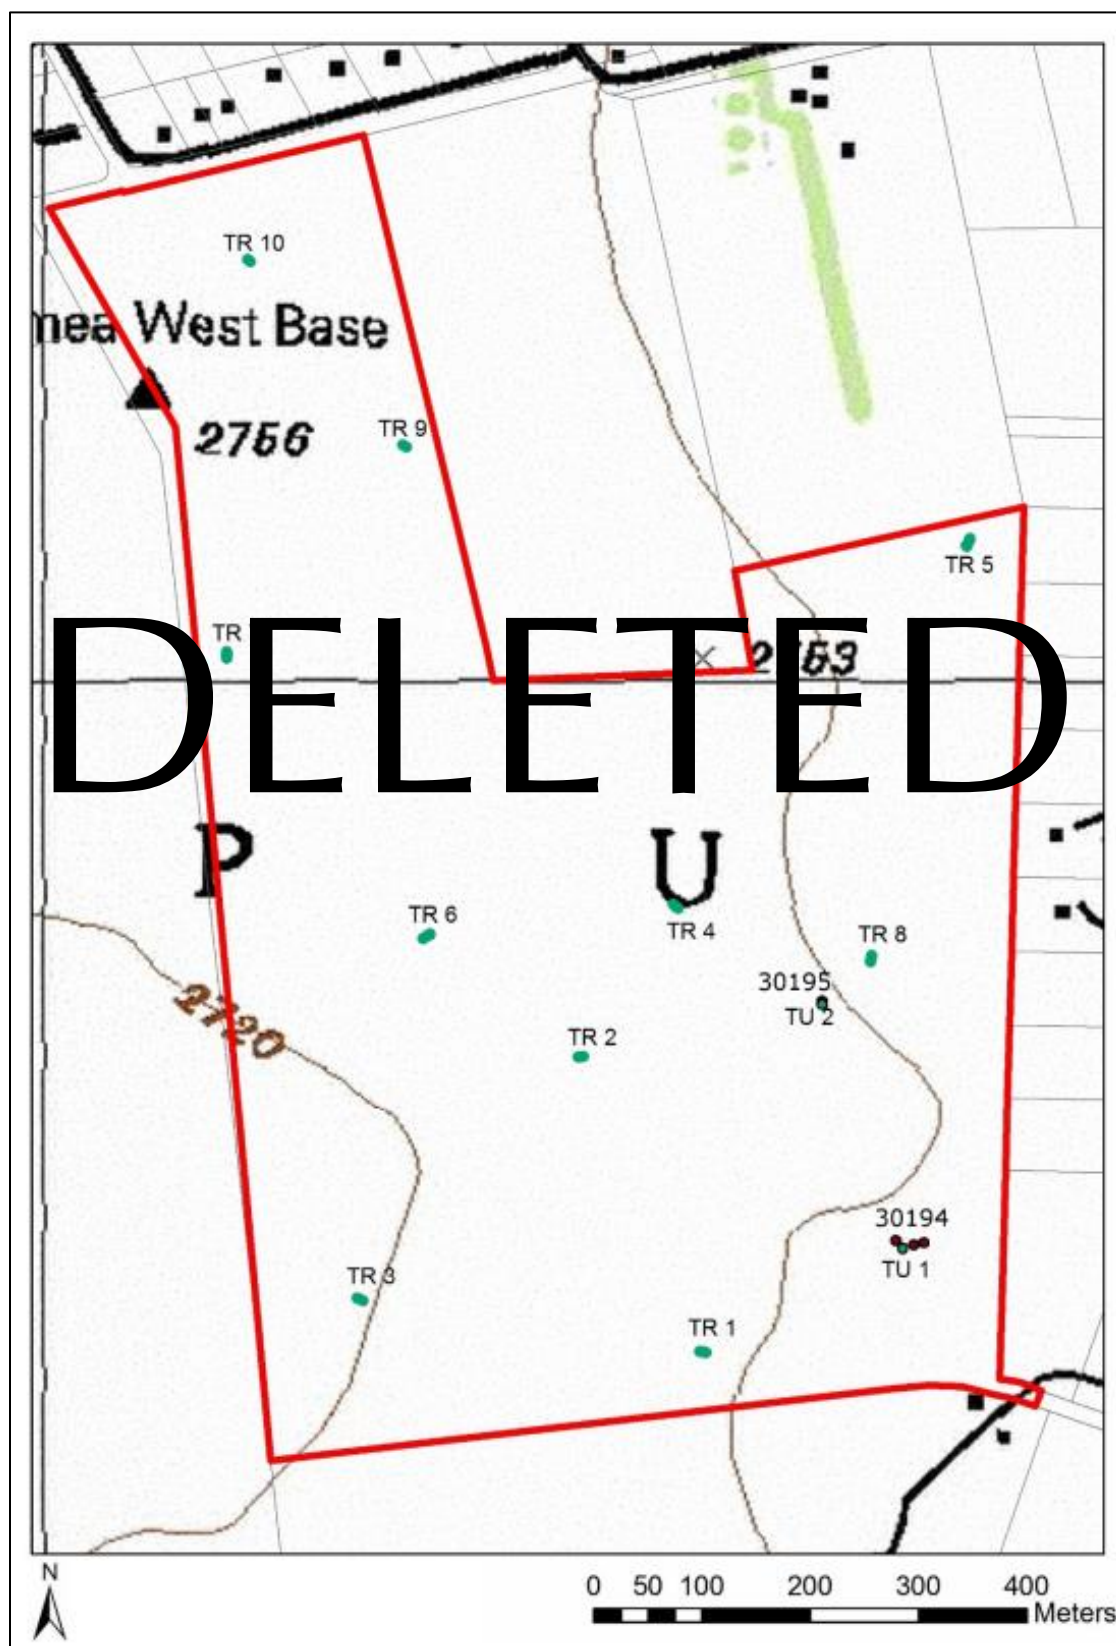 TR 10
mea West Base
2756
TR 9
TR 5
TR
2553
DELETED
P U
TR 6
TR 4
TR 8
30195
TU 2
2720
TR 2
30194
TU 1
TR 3
TR 1
N
0 50 100 200 300 400
Meters